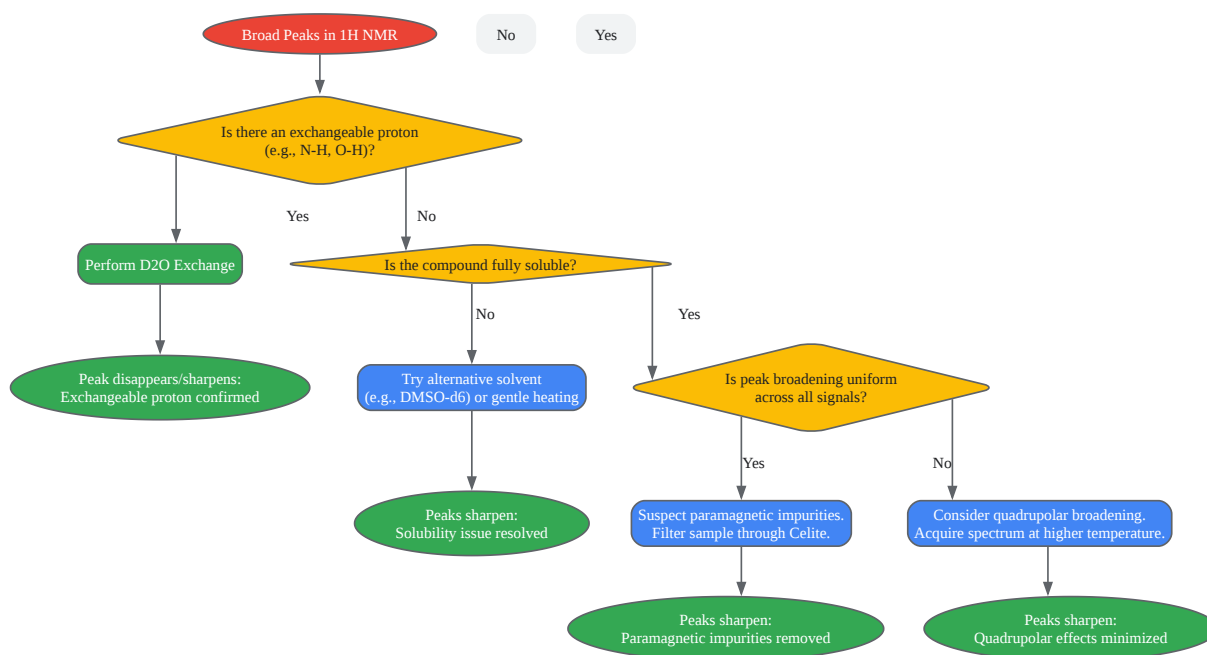 Broad Peaks in 1H NMR
No
Yes
Is there an exchangeable proton
(e.g., N-H, O-H)?
Yes
No
Perform D2O Exchange
Is the compound fully soluble?
No
Yes
Peak disappears/sharpens:
Exchangeable proton confirmed
Try alternative solvent
(e.g., DMSO-d6) or gentle heating
Is peak broadening uniform
across all signals?
Yes
No
Peaks sharpen:
Solubility issue resolved
Suspect paramagnetic impurities.
Filter sample through Celite.
Consider quadrupolar broadening.
Acquire spectrum at higher temperature.
Peaks sharpen:
Paramagnetic impurities removed
Peaks sharpen:
Quadrupolar effects minimized